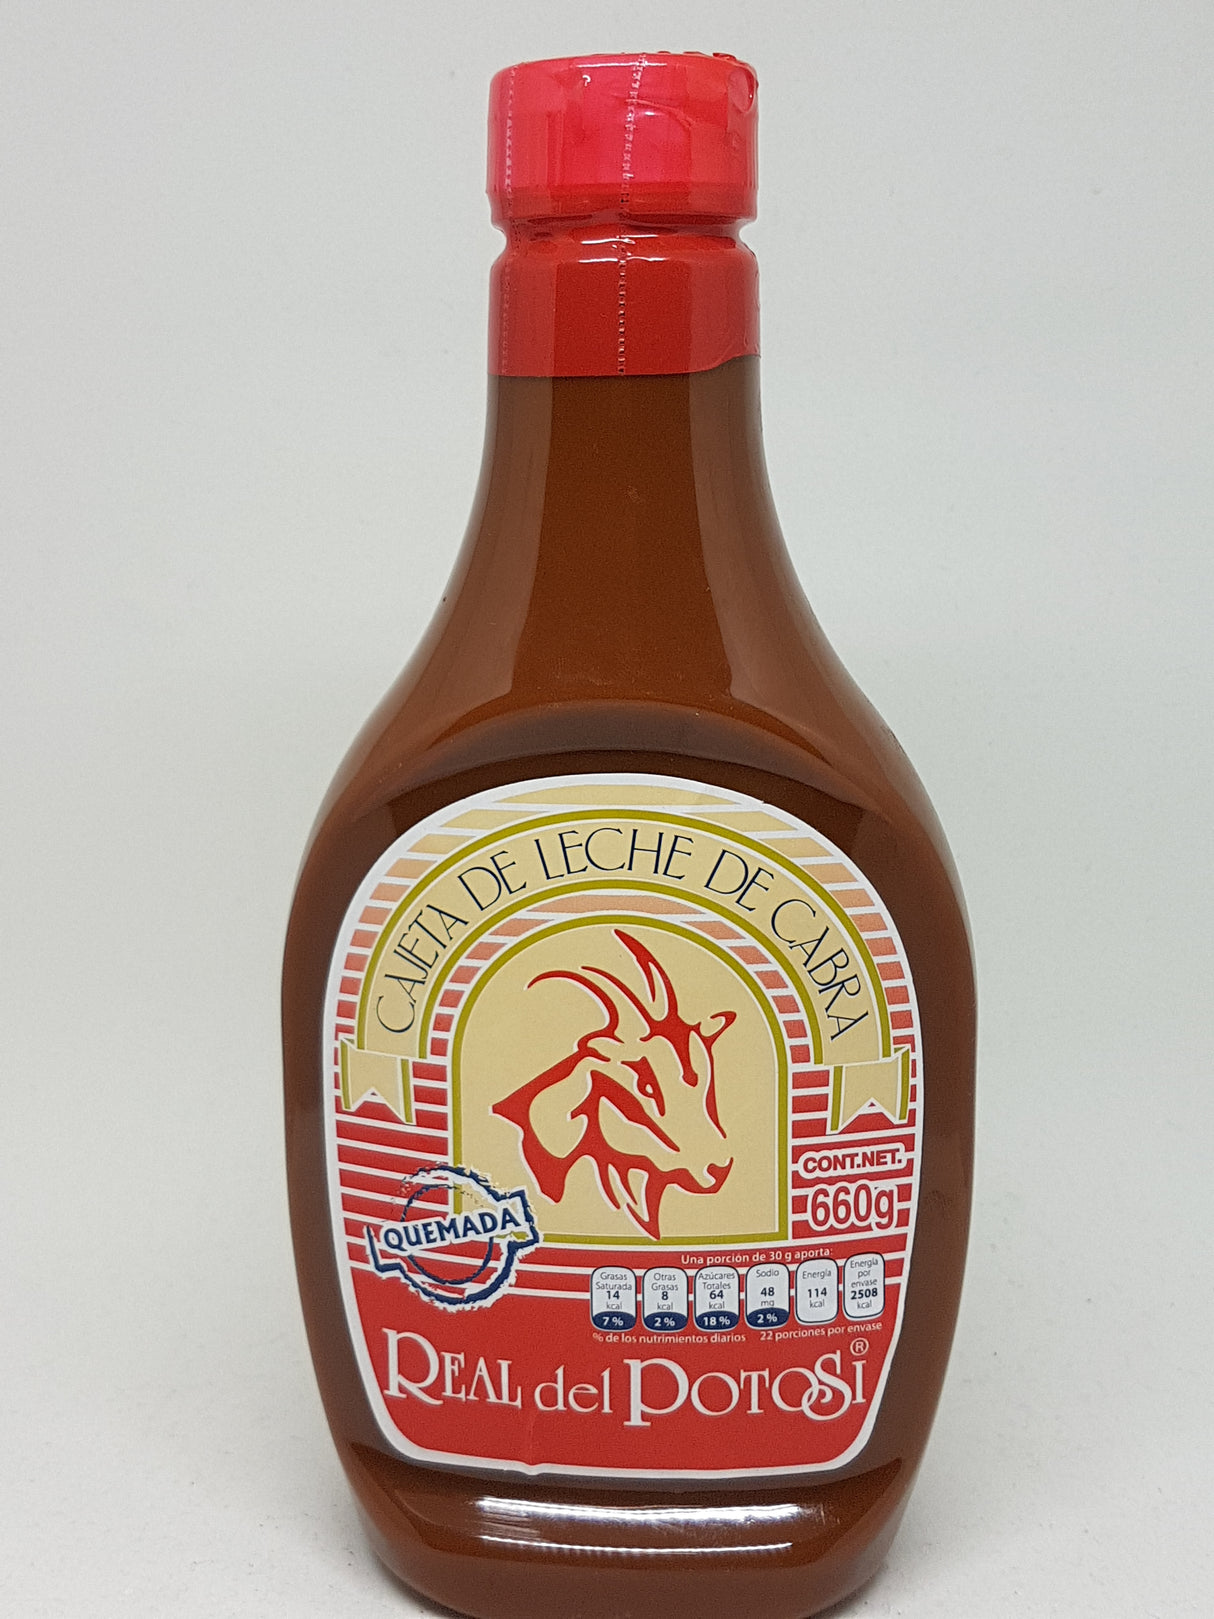 CAJETA DE LECHE DE CABRA
QUEMADA
CONT.NET.
660g
Una porción de 30 g aporta:
Grasas
Saturada
14
kcal
7 %
Otras
Grasas
8
kcal
2 %
Azúcares
Totales
64
kcal
18 %
Sodio
48
mg
2 %
Energía
114
kcal
Energía
por
envase
2508
kcal
% de los nutrimientos diarios
22 porciones por envase
REAL del POTOSI®